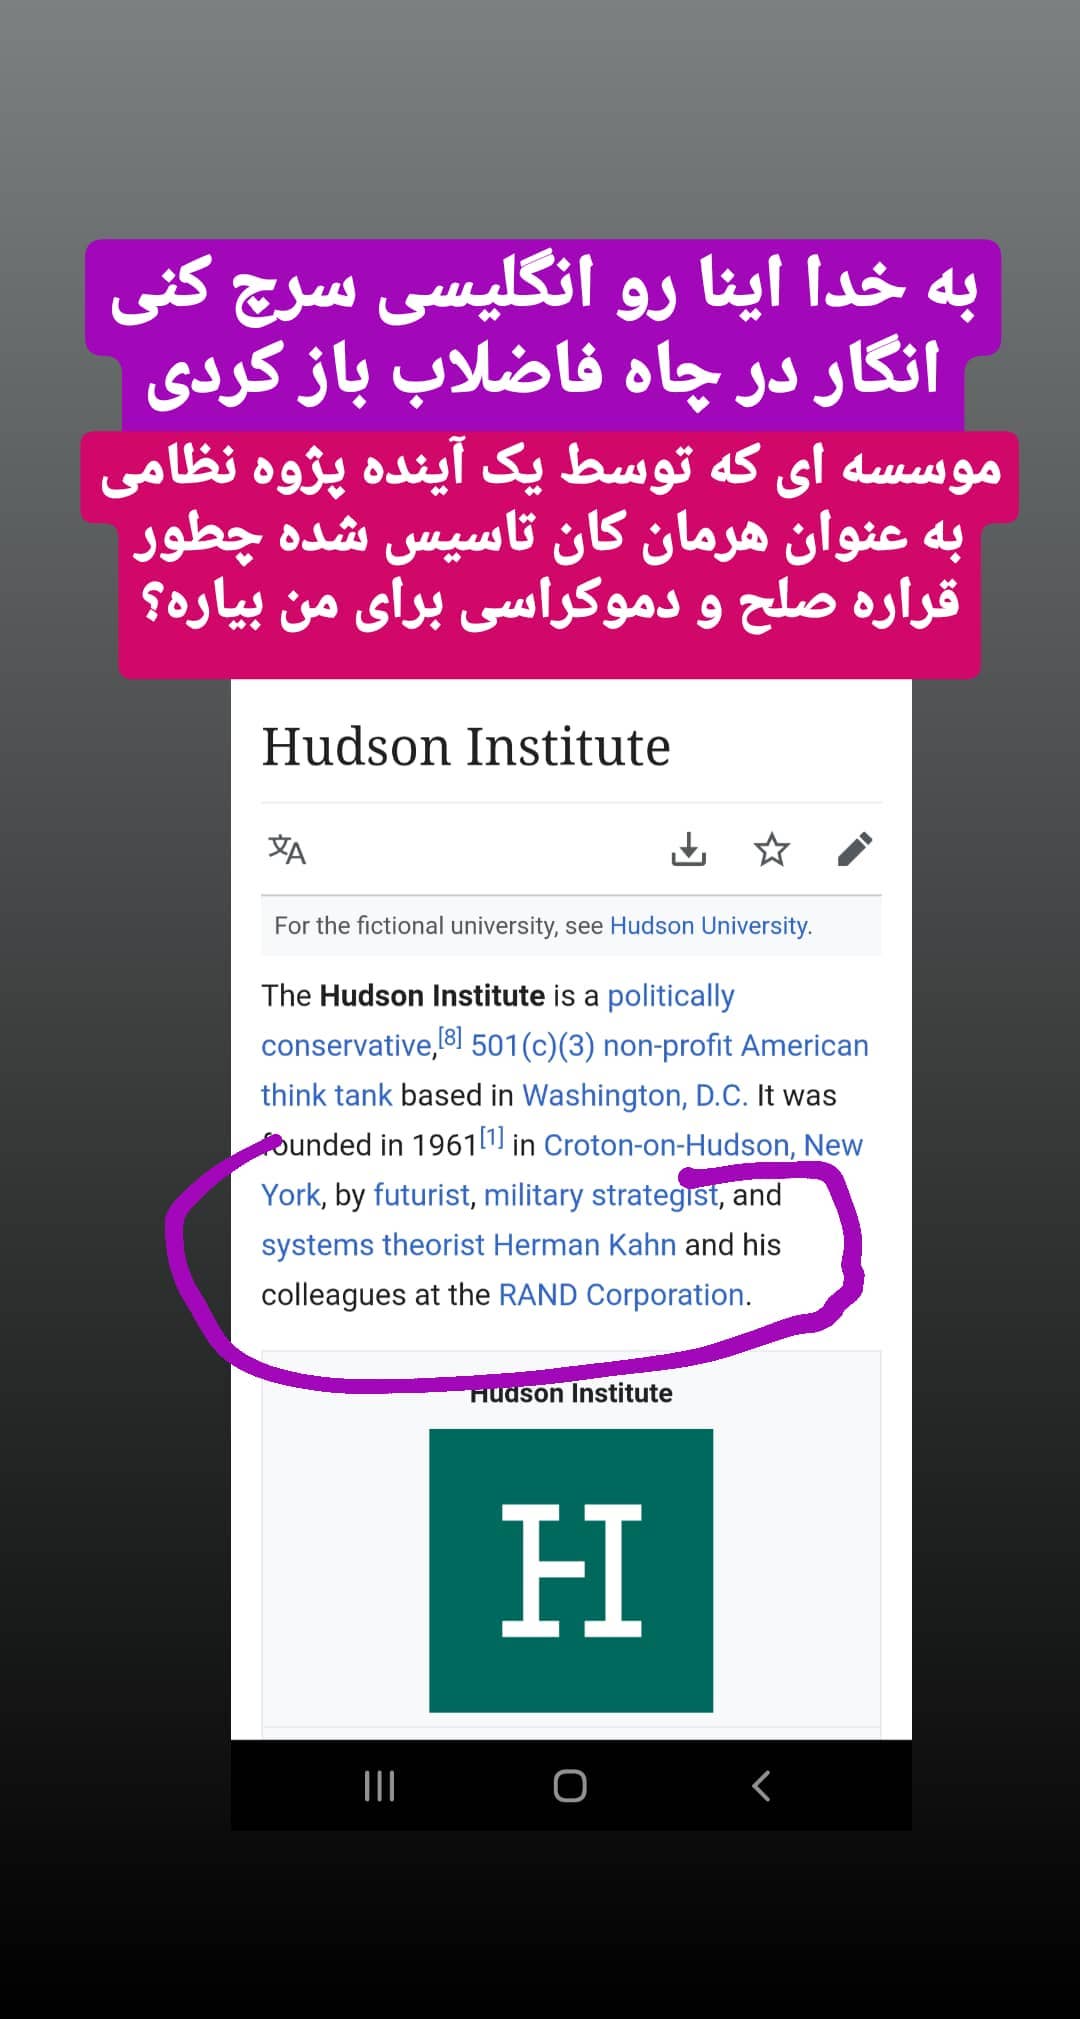 به خدا اینا رو انگلیسی سرچ کنی
انگار در چاه فاضلاب باز کردی
موسسه ای که توسط یک آینده پژوه نظامی
به عنوان هرمان کان تاسیس شده چطور
قراره صلح و دموکراسی برای من بیاره؟
Hudson Institute
文A
For the fictional university, see Hudson University.
The Hudson Institute is a politically
conservative,[8] 501(c)(3) non-profit American
think tank based in Washington, D.C. It was
founded in 1961[1] in Croton-on-Hudson, New
York, by futurist, military strategist, and
systems theorist Herman Kahn and his
colleagues at the RAND Corporation.
Hudson Institute
H